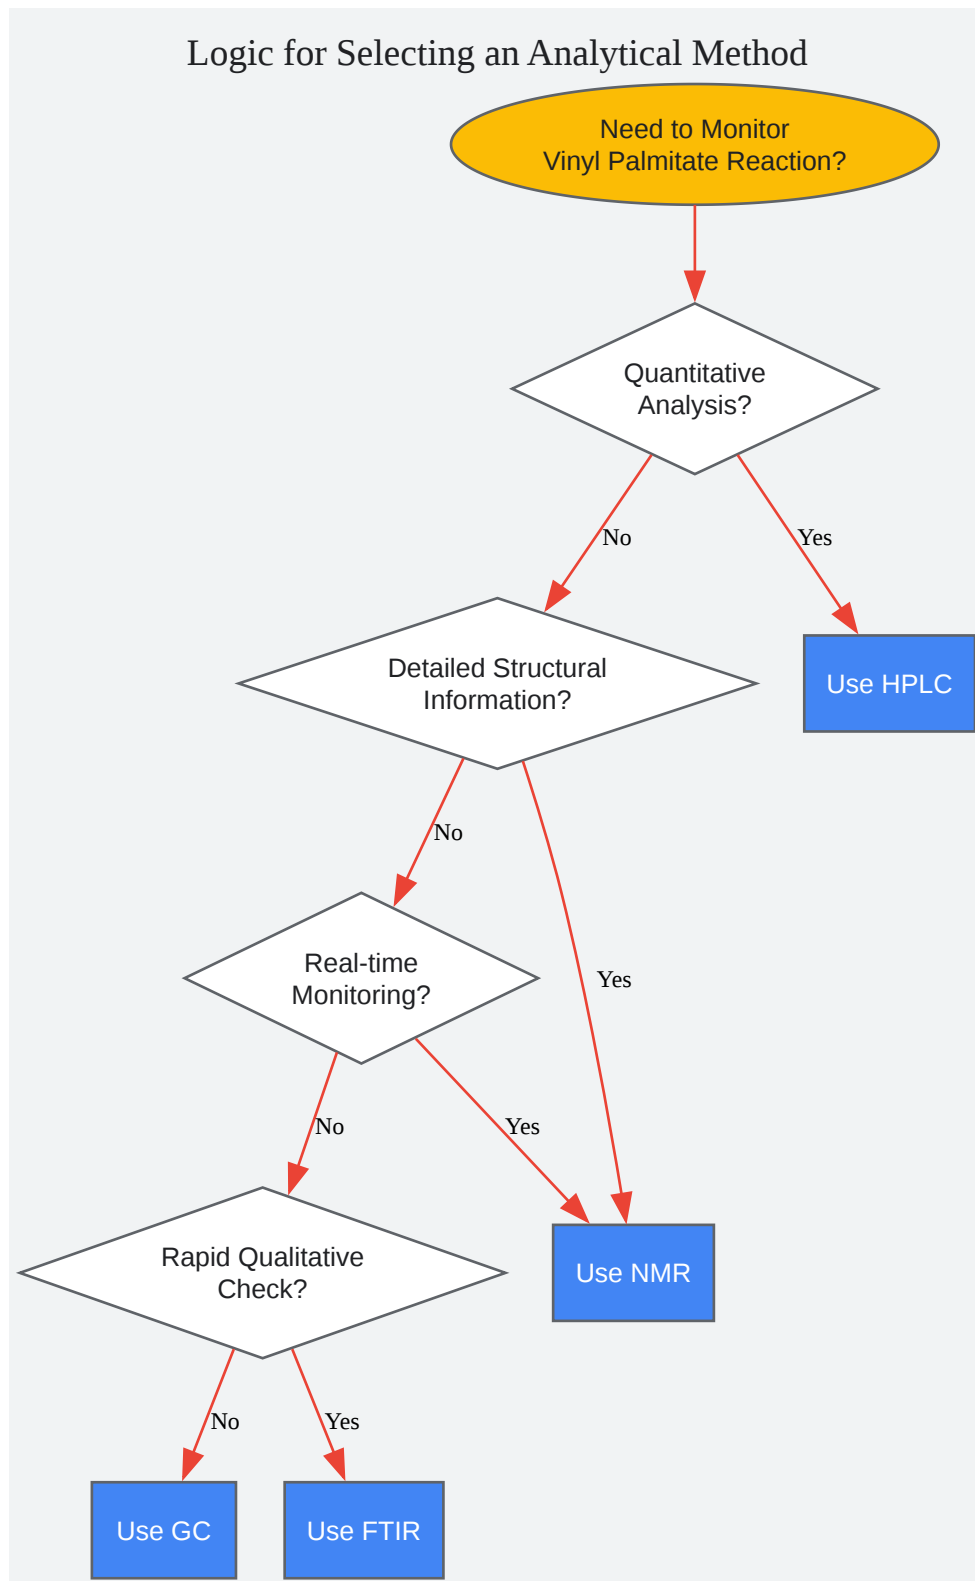 Logic for Selecting an Analytical Method
Need to Monitor
Vinyl Palmitate Reaction?
Quantitative
Analysis?
No
Yes
Detailed Structural
Information?
Use HPLC
No
Yes
Real-time
Monitoring?
No
Yes
Rapid Qualitative
Check?
Use NMR
No
Yes
Use GC
Use FTIR